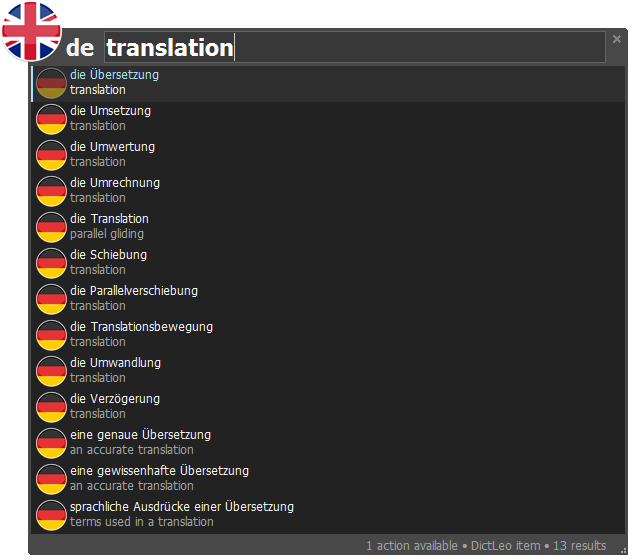 de translation
die Übersetzung
translation
die Umsetzung
translation
die Umwertung
translation
die Umrechnung
translation
die Translation
parallel gliding
die Schiebung
translation
die Parallelverschiebung
translation
die Translationsbewegung
translation
die Umwandlung
translation
die Verzögerung
translation
eine genaue Übersetzung
an accurate translation
eine gewissenhafte Übersetzung
an accurate translation
sprachliche Ausdrücke einer Übersetzung
terms used in a translation
1 action available • DictLeo item • 13 results